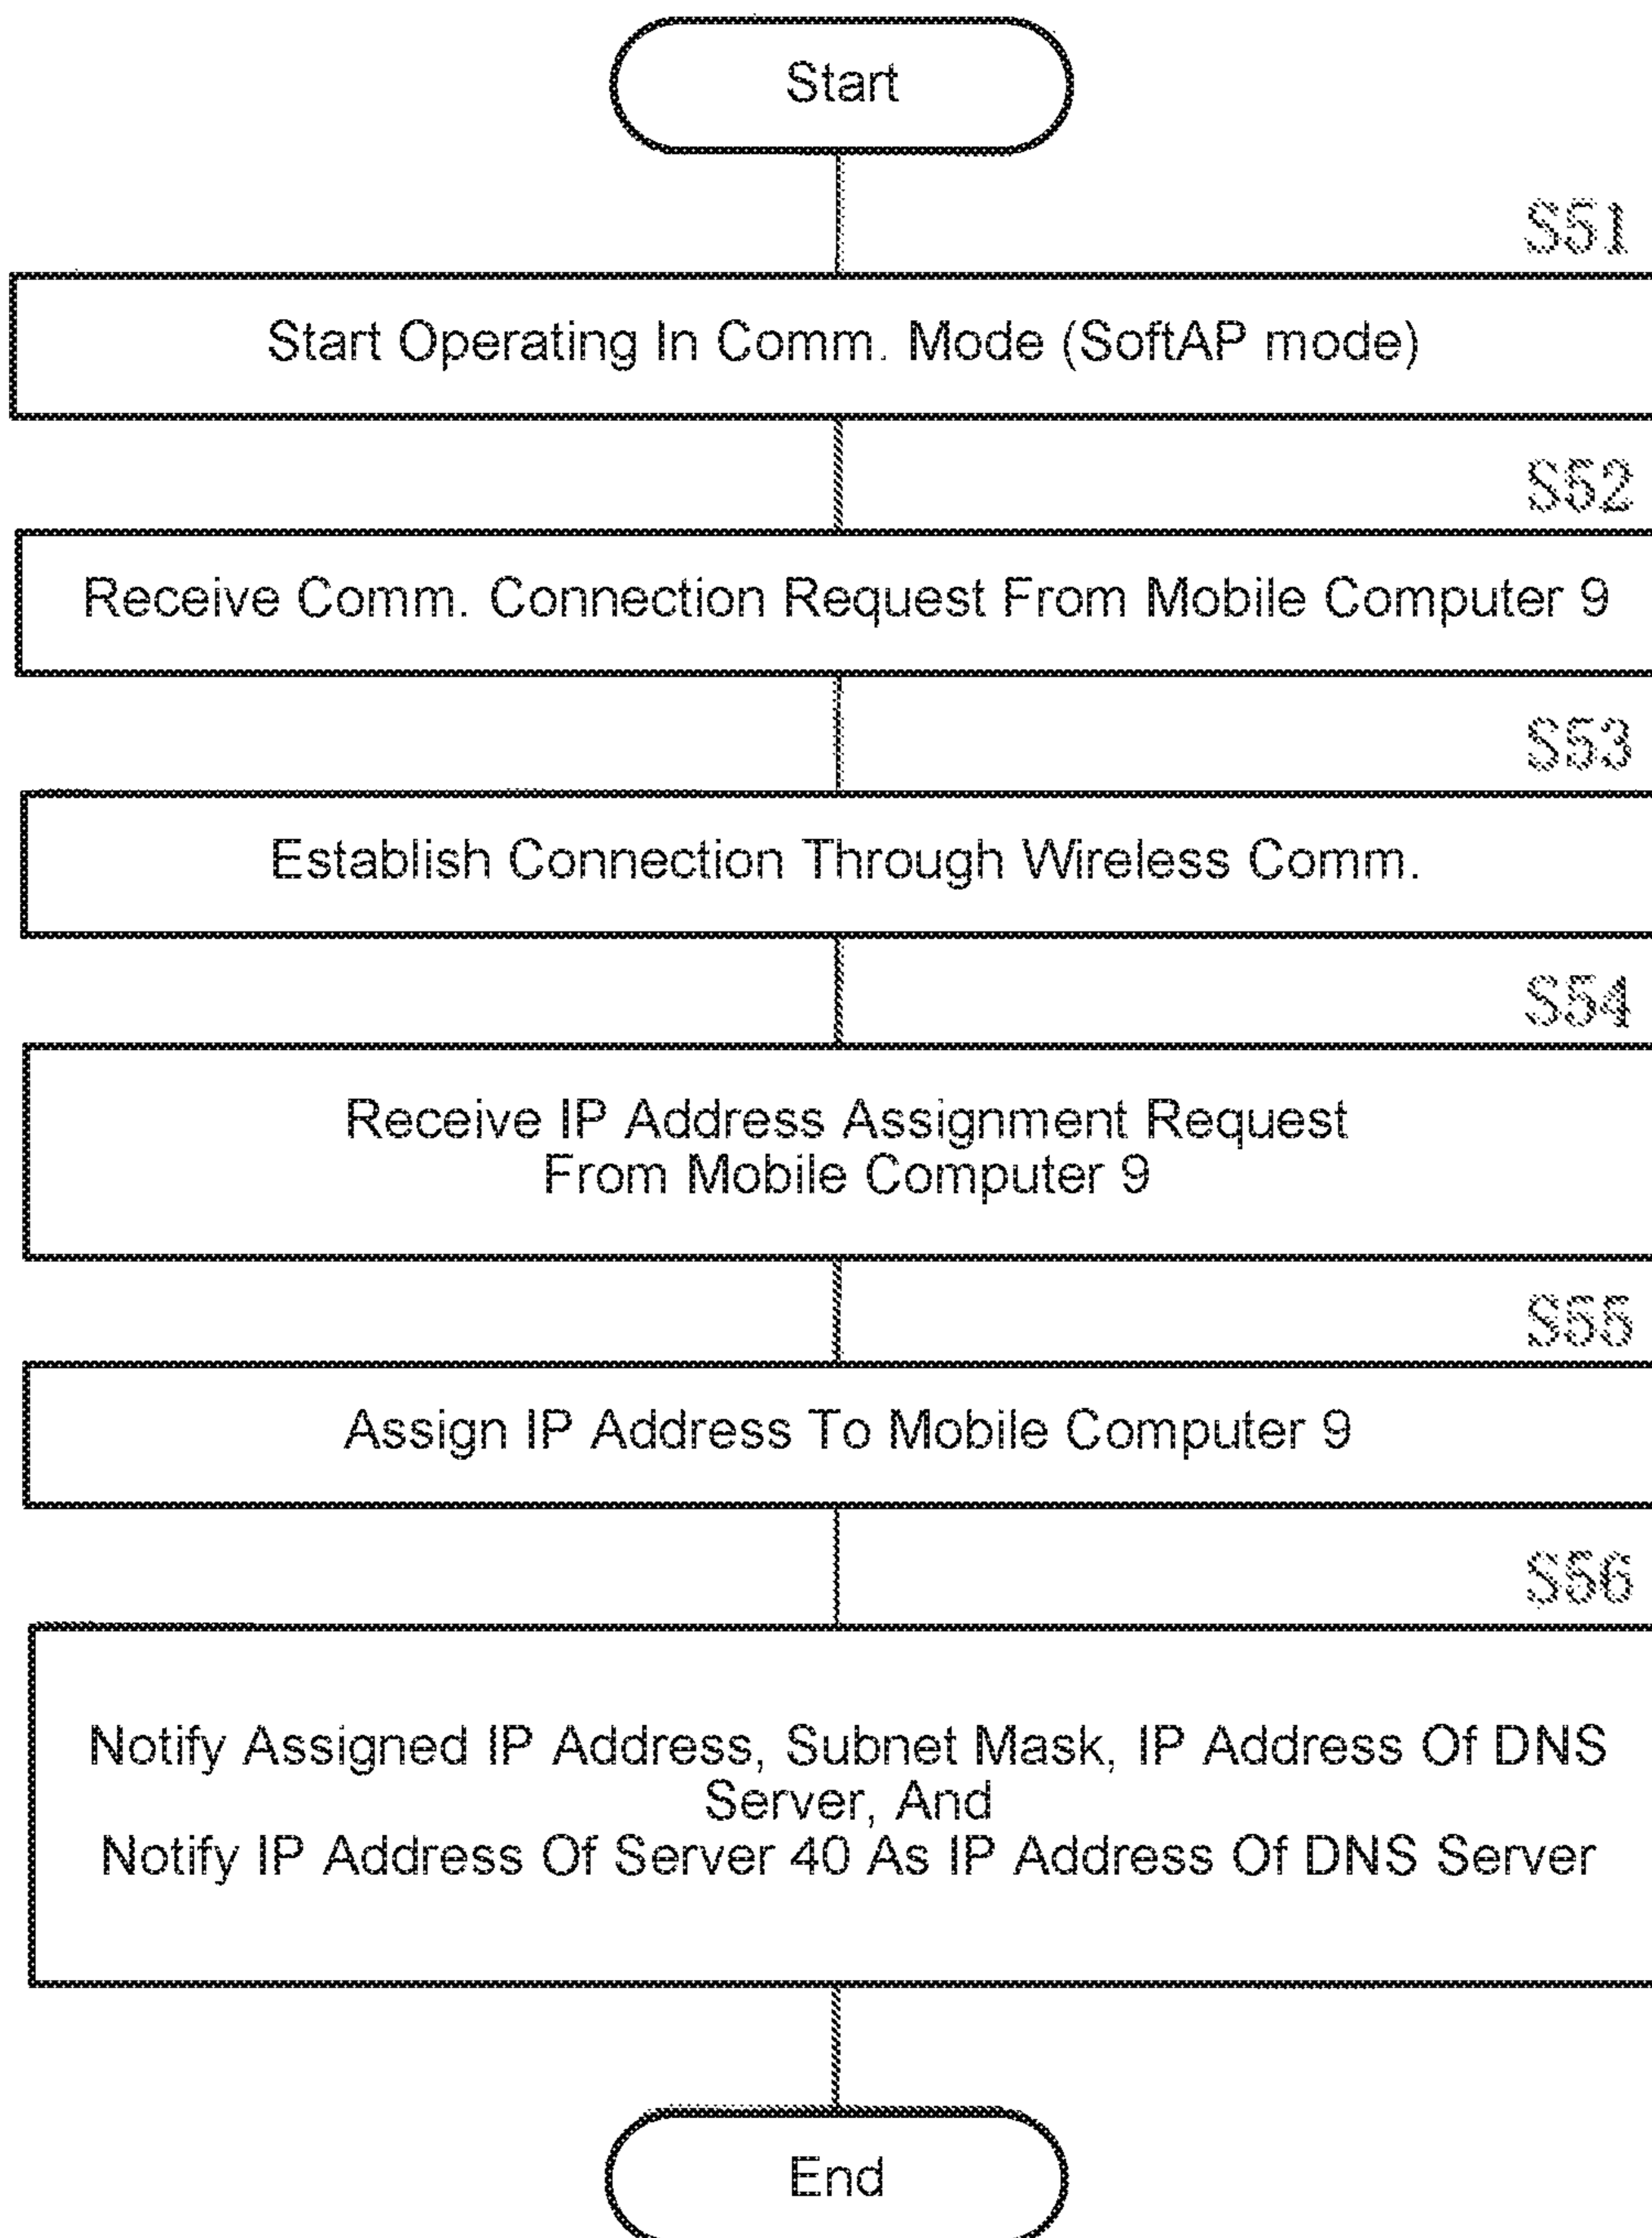 Start
S51
Start Operating In Comm. Mode (SoftAP mode)
S52
Receive Comm. Connection Request From Mobile Computer 9
S53
Establish Connection Through Wireless Comm.
S54
Receive IP Address Assignment Request
From Mobile Computer 9
S55
Assign IP Address To Mobile Computer 9
S56
Notify Assigned IP Address, Subnet Mask, IP Address Of DNS
Server, And
Notify IP Address Of Server 40 As IP Address Of DNS Server
End